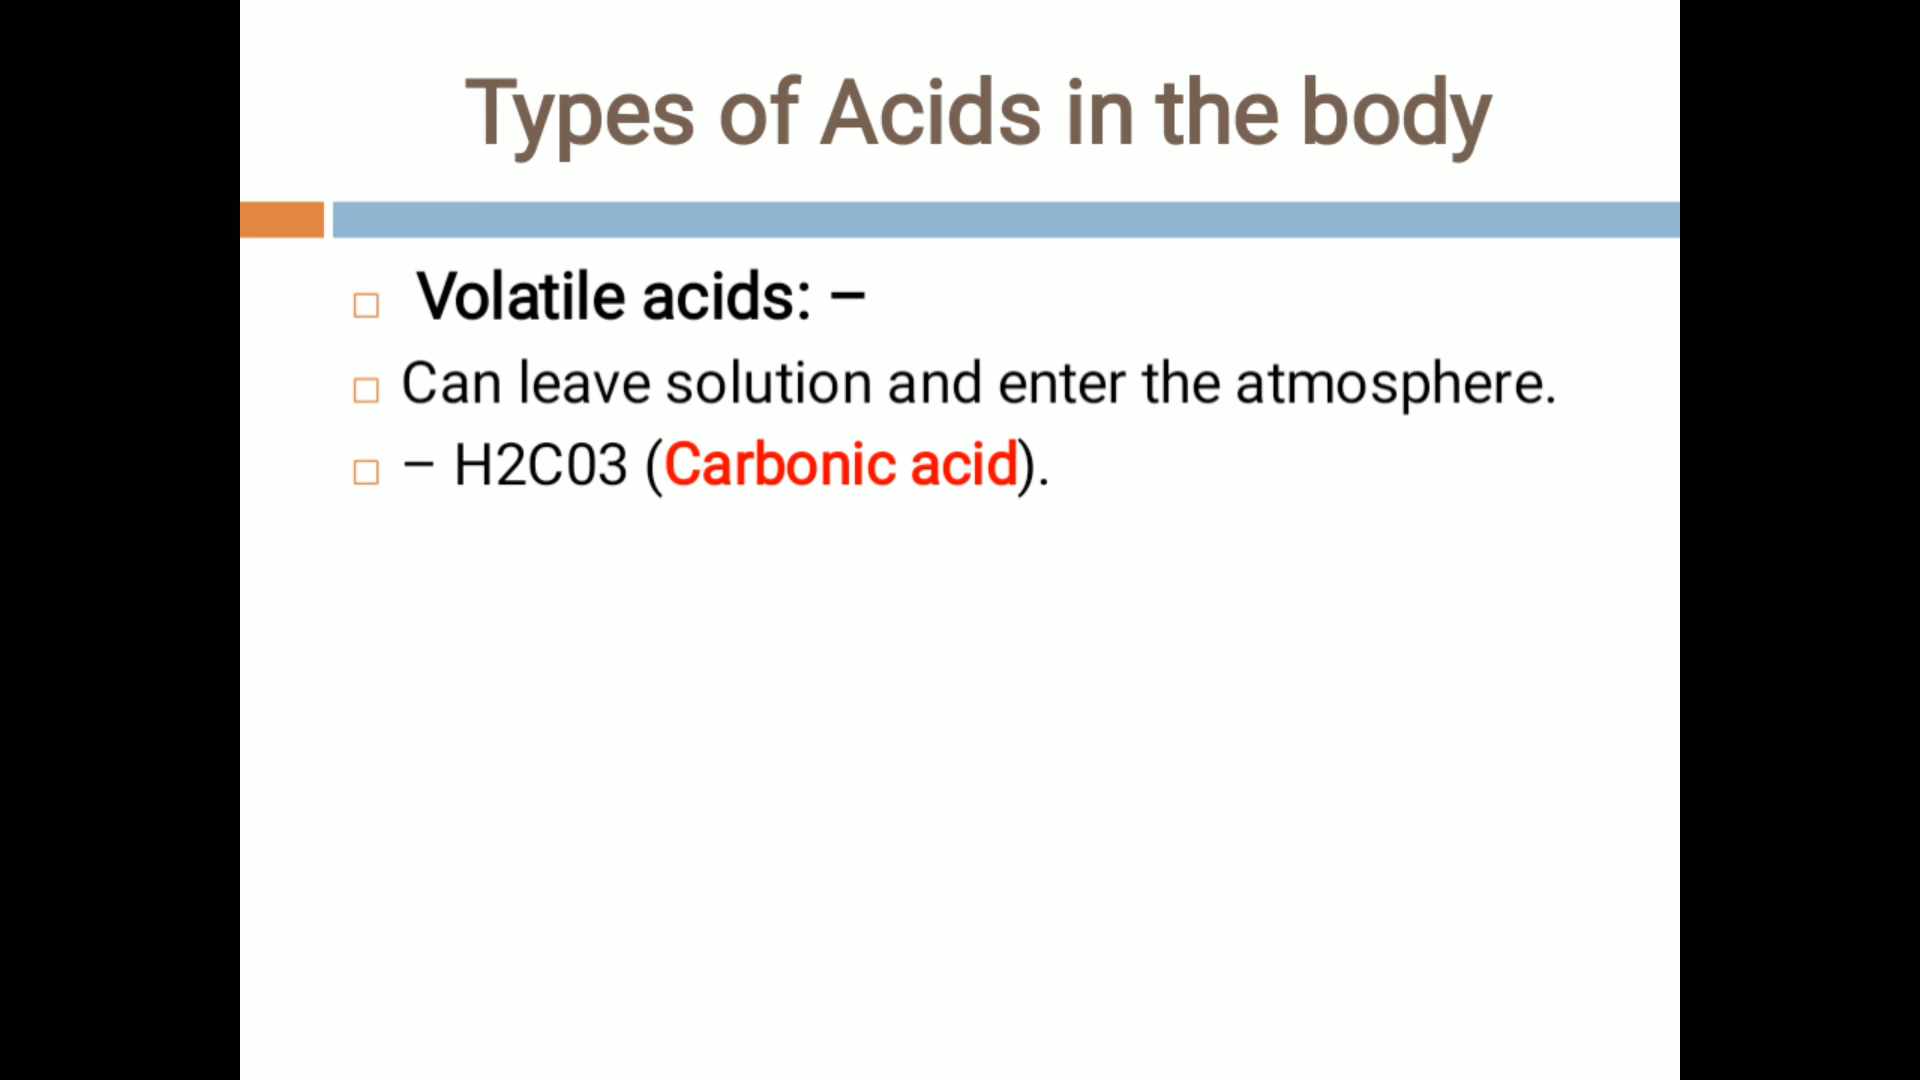 Types of Acids in the body
Volatile acids: –
Can leave solution and enter the atmosphere.
– H2C03 (Carbonic acid).